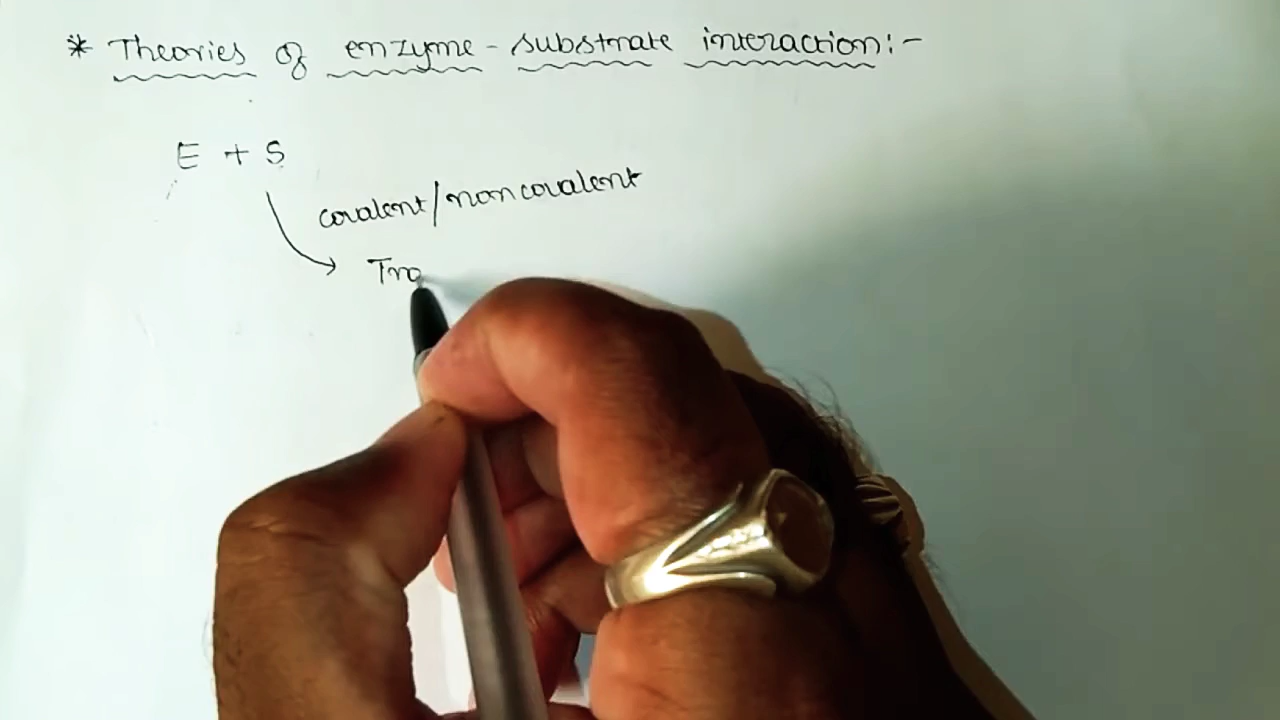 * Theories of enzyme - substrate interaction:-
E + S
covalent/noncovalent
Tra